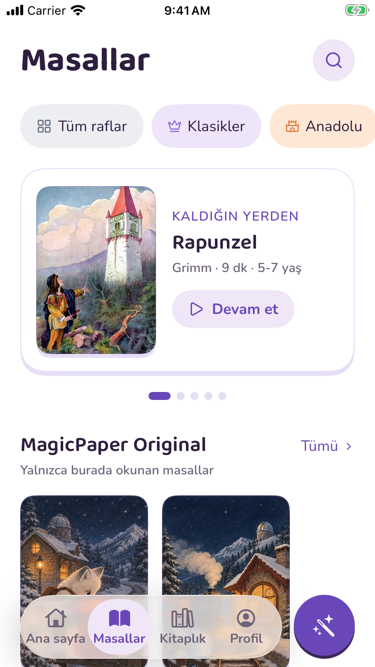 Carrier 9:41 AM
Masallar
Tüm raflar Klasikler Anadolu
KALDIĞIN YERDEN
Rapunzel
Grimm · 9 dk · 5-7 yaş
Devam et
MagicPaper Original Tümü
Yalnızca burada okunan masallar
Ana sayfa Masallar Kitaplık Profil